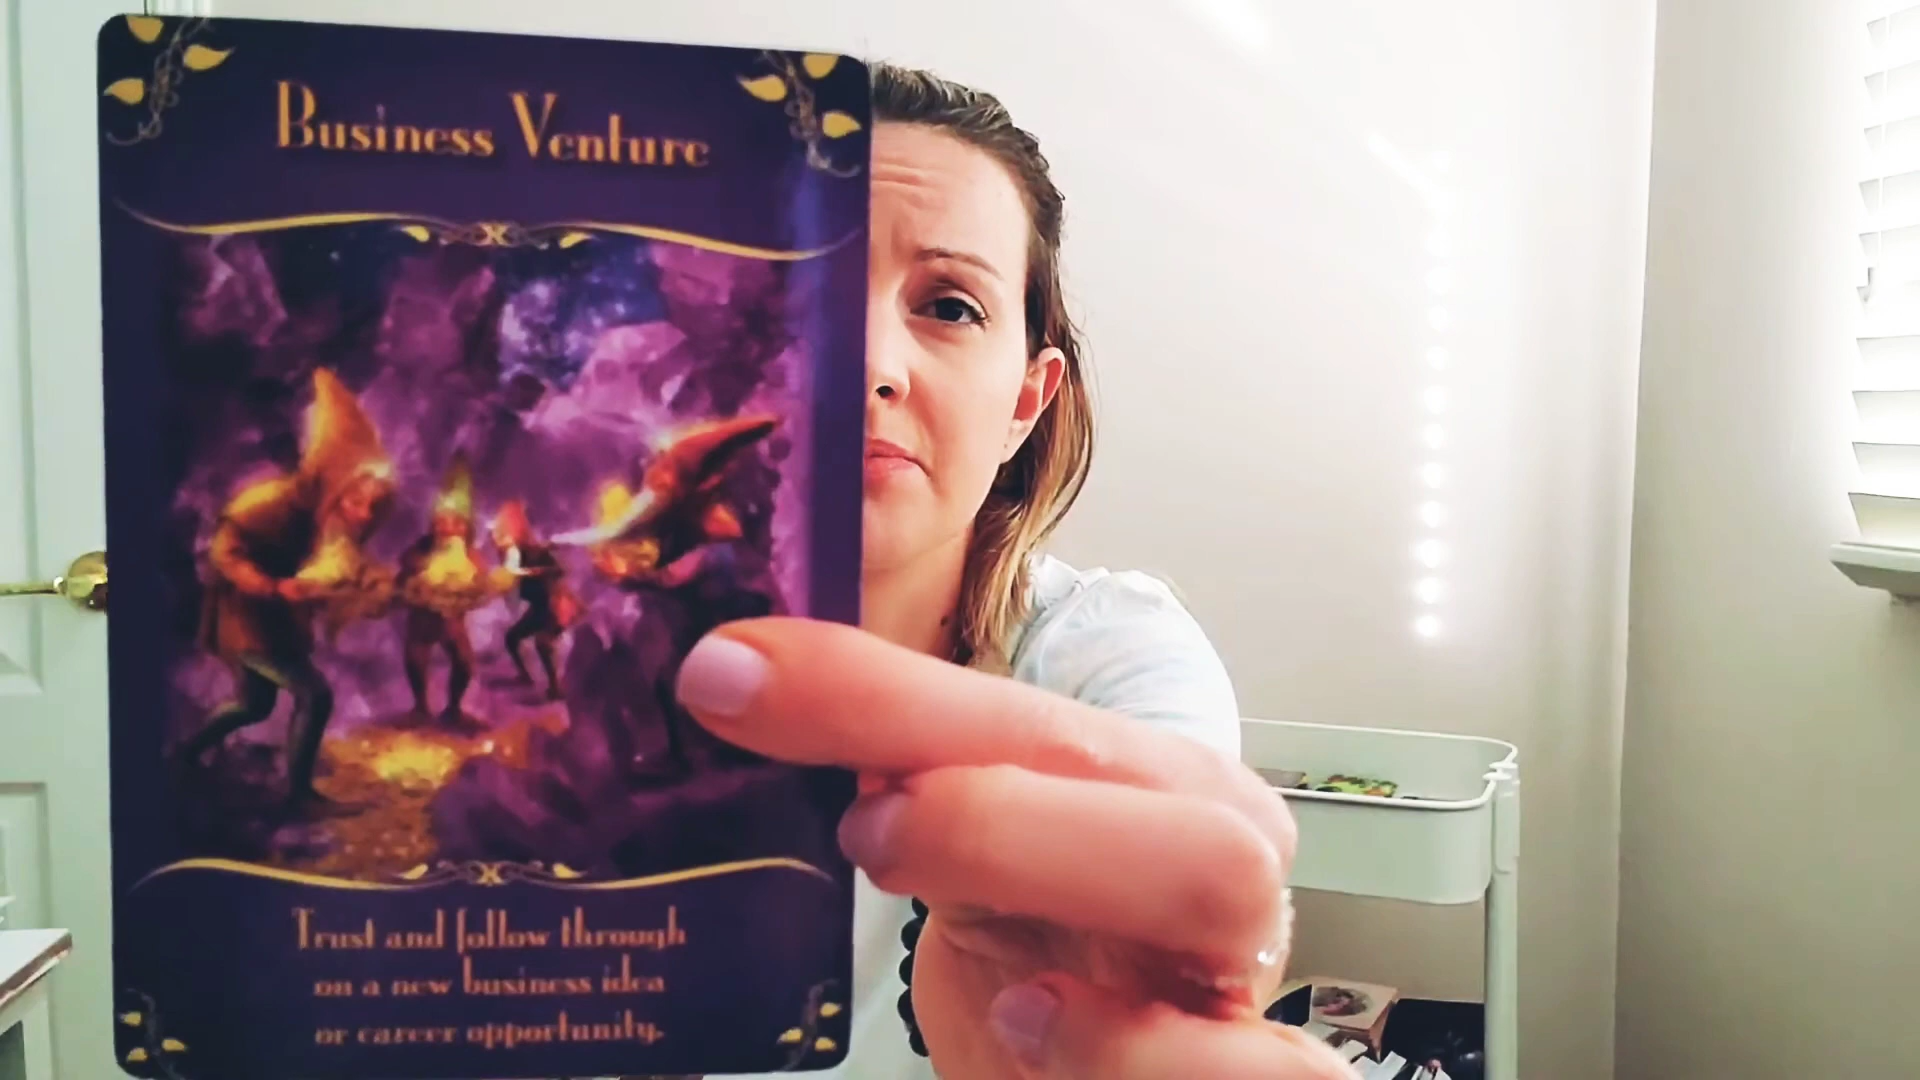 Business Venture
Trust and follow through
on a new business idea
or career opportunity.